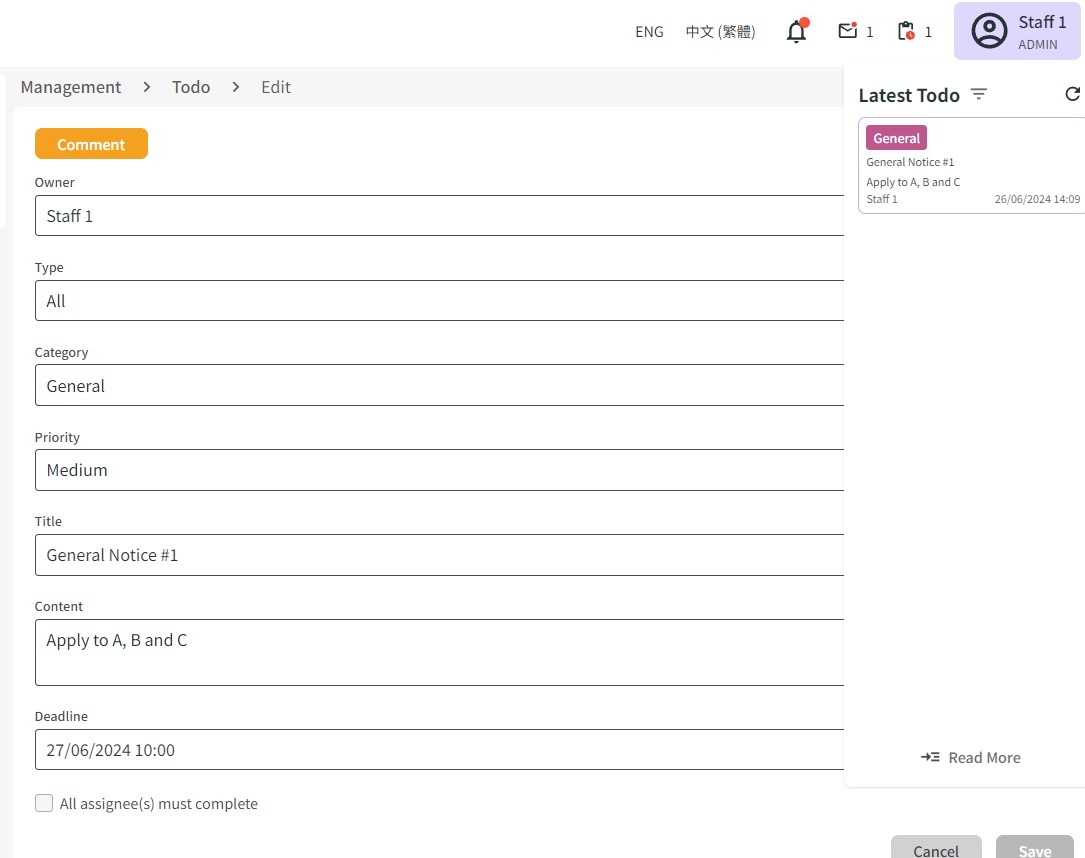 ENG 中文 (繁體) 1 1 Staff 1
ADMIN
Management > Todo > Edit
Comment
Owner
Staff 1
Type
All
Category
General
Priority
Medium
Title
General Notice #1
Content
Apply to A, B and C
Deadline
27/06/2024 10:00
All assignee(s) must complete
Latest Todo
General
General Notice #1
Apply to A, B and C
Staff 1 26/06/2024 14:09
Read More
Cancel Save